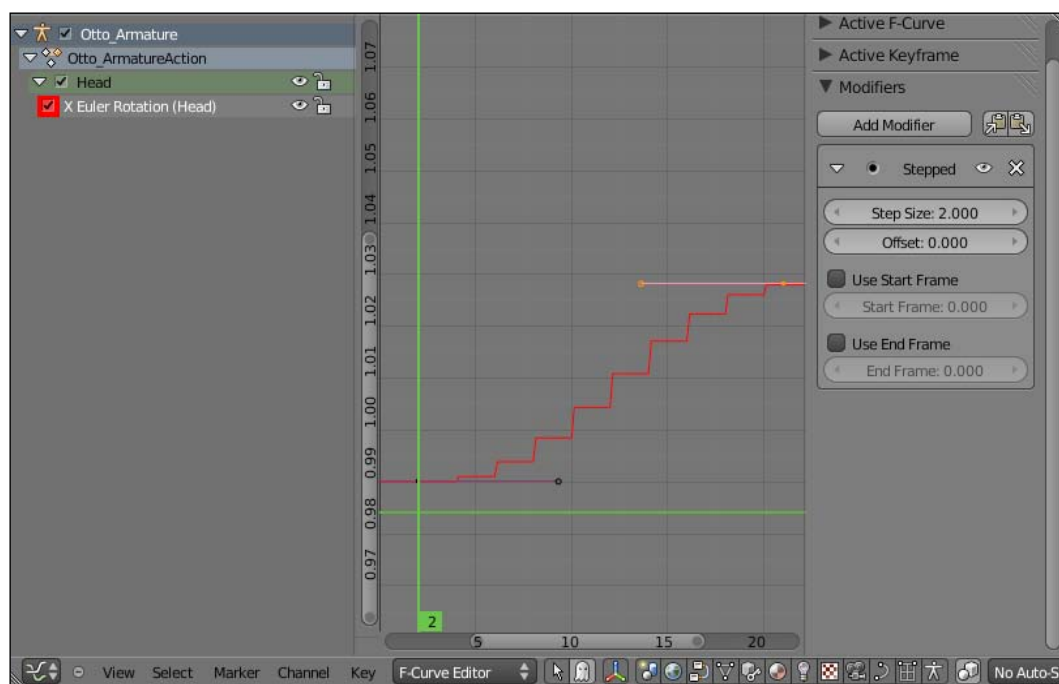 Otto_Armature
Otto_ArmatureAction
Head
X Euler Rotation (Head)
1.07
1.06
1.05
1.04
1.03
1.02
1.01
1.00
0.99
0.98
0.97
2
5
10
15
20
Active F-Curve
Active Keyframe
Modifiers
Add Modifier
Stepped
Step Size: 2.000
Offset: 0.000
Use Start Frame
Start Frame: 0.000
Use End Frame
End Frame: 0.000
View Select Marker Channel Key F-Curve Editor No Auto-S